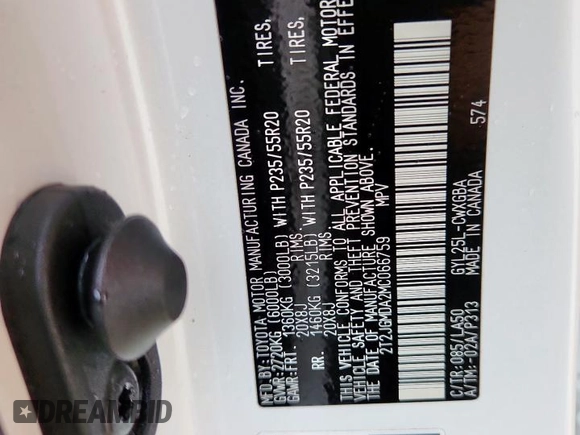 MFD.BY:TOYOTA MOTOR MANUFACTURING CANADA INC.
GVWR:2720KG (6000LB)
GAWR:FRT. 1360KG (3000LB) WITH P235/55R20 TIRES,
20X8J RIMS.
RR. 1460KG (3215LB) WITH P235/55R20 TIRES,
20X8J RIMS.
THIS VEHICLE CONFORMS TO ALL APPLICABLE FEDERAL MOTOR
VEHICLE SAFETY AND THEFT PREVENTION STANDARDS IN EFFE
DATE OF MANUFACTURE SHOWN ABOVE.
2T2JGMDA2MC066759 MPV
C/TR:085/LA50 GYL25L-CWXGBA
A/TM:-02A/P313 MADE IN CANADA 574
DREAMBID